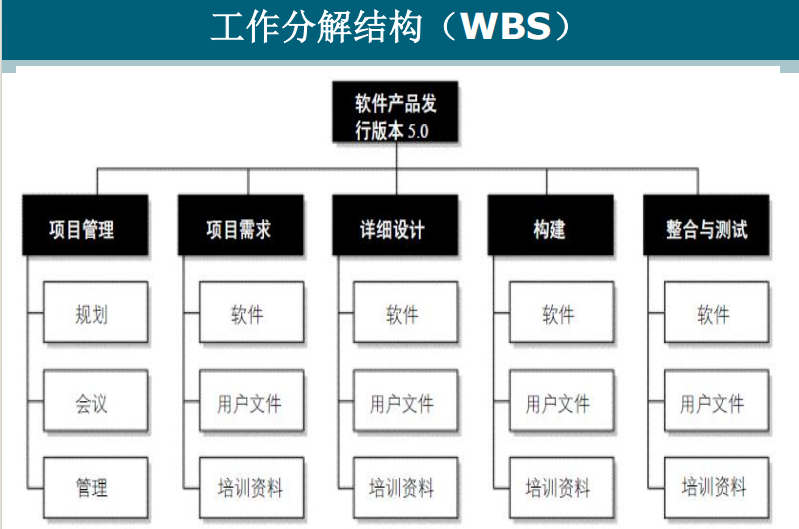 工作分解结构（WBS）
软件产品发
行版本 5.0
项目管理
项目需求
详细设计
构建
整合与测试
规划
软件
软件
软件
软件
会议
用户文件
用户文件
用户文件
用户文件
管理
培训资料
培训资料
培训资料
培训资料